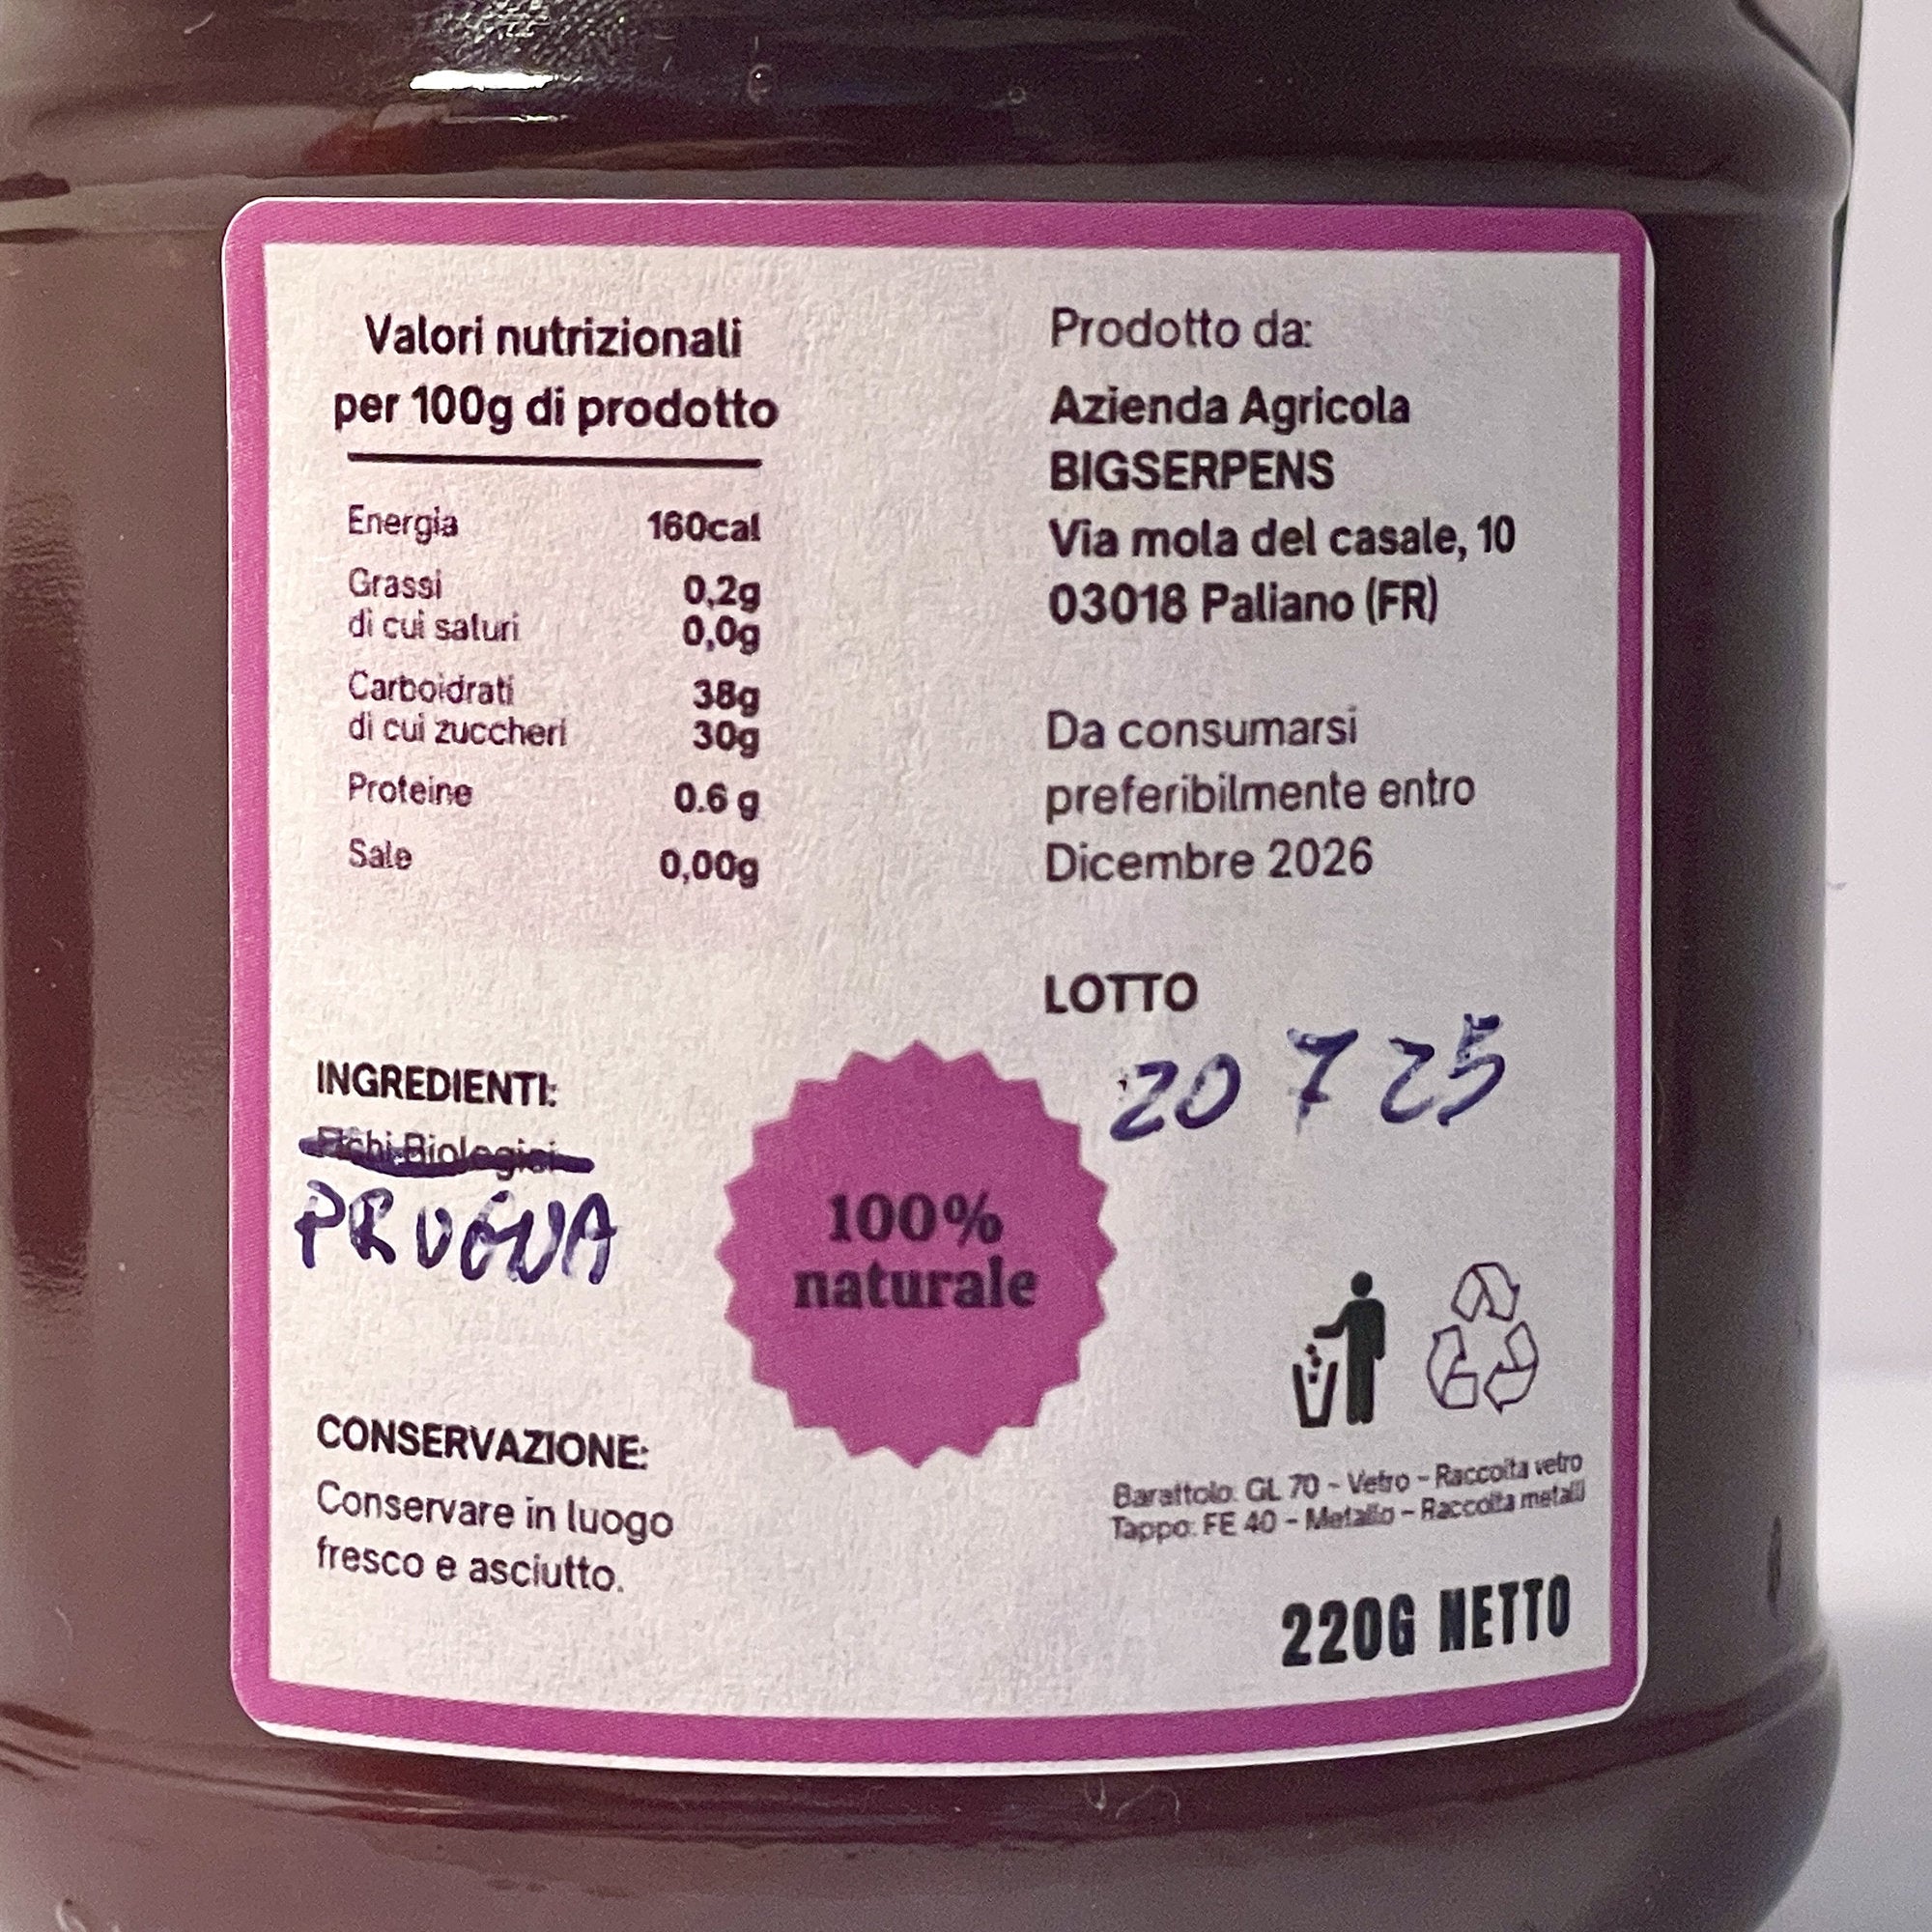 Valori nutrizionali
per 100g di prodotto
Energia 160cal
Grassi 0,2g
di cui saturi 0,0g
Carboidrati 38g
di cui zuccheri 30g
Proteine 0.6 g
Sale 0,00g
INGREDIENTI:
Fichi Biologici
PRUGNA
CONSERVAZIONE:
Conservare in luogo
fresco e asciutto.
100%
naturale
Prodotto da:
Azienda Agricola
BIGSERPENS
Via mola del casale, 10
03018 Paliano (FR)
Da consumarsi
preferibilmente entro
Dicembre 2026
LOTTO
20 7 25
Barattolo: GL 70 - Vetro - Raccolta vetro
Tappo: FE 40 - Metallo - Raccolta metalli
220G NETTO